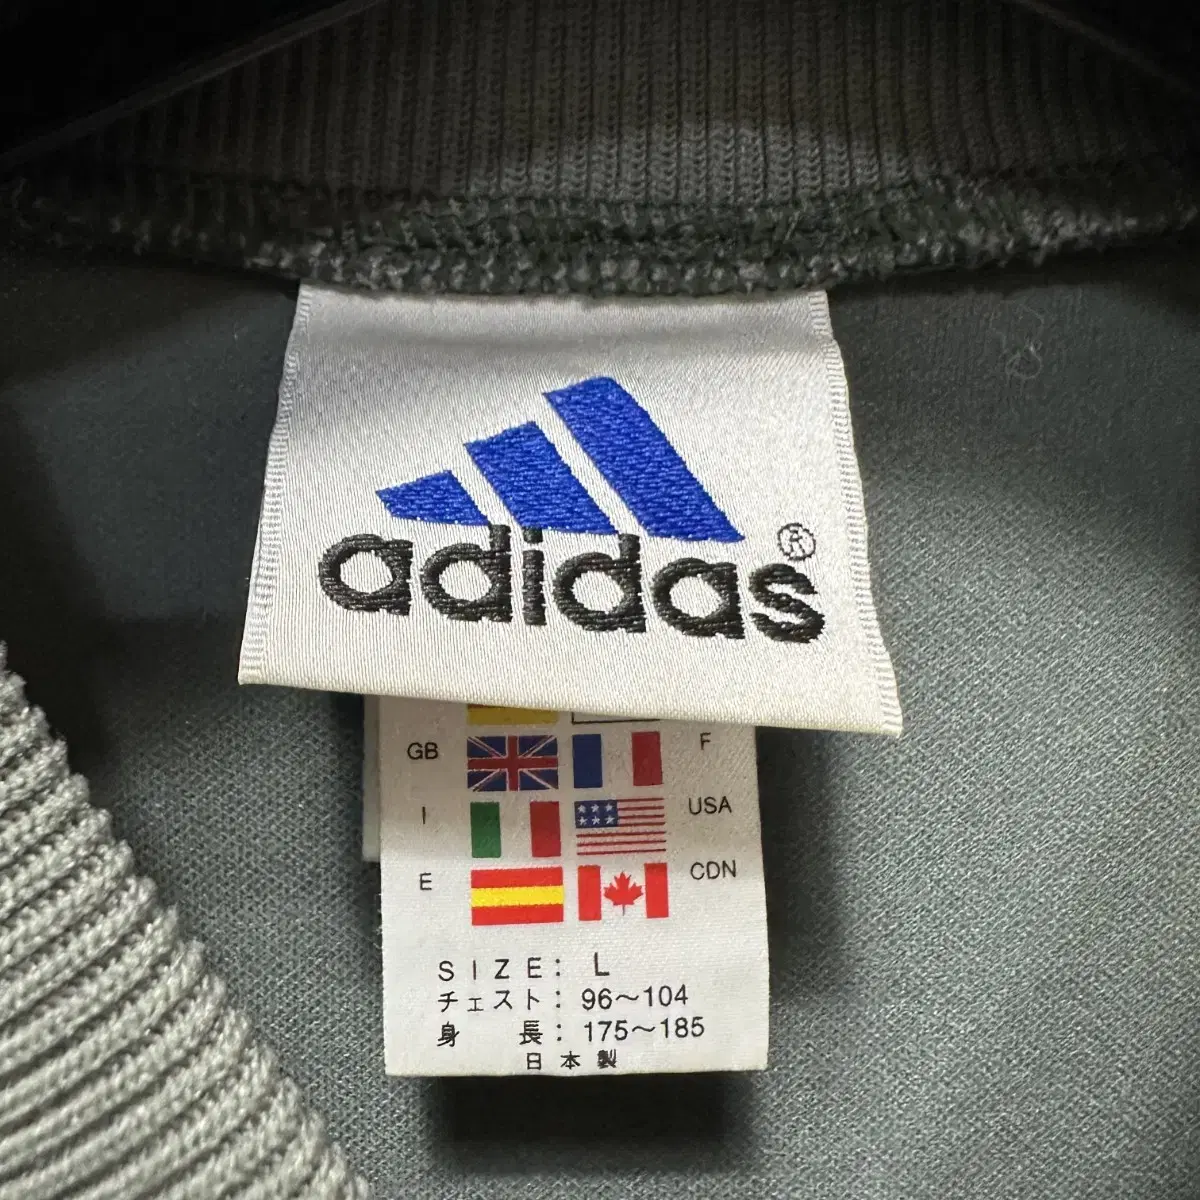 adidas ®
GB F
I USA
E CDN
SIZE: L
チェスト: 96~104
身 長: 175~185
日本製